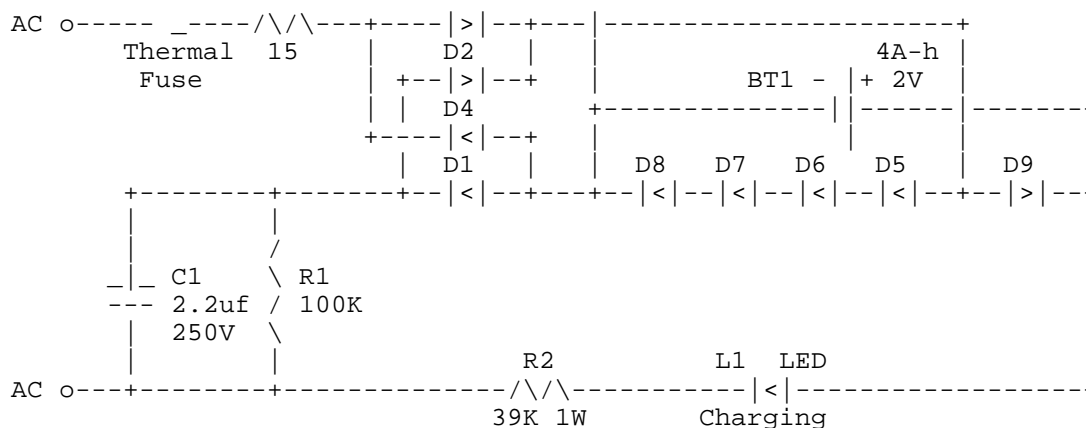 AC o----- _----/\/\----+----|>|--+---|----------------------+
Thermal 15 | D2 | | 4A-h |
Fuse | +--|>|--+ | BT1 - |+ 2V |
| | D4 +---------------||------|--------
+----|<|--+ | | |
| D1 | | D8 D7 D6 D5 | D9
+--------+-------+--|<|--+---+--|<|--|<|--|<|--|<|--+--|>|---
| |
| /
_|_ C1 \ R1
--- 2.2uf / 100K
| 250V \
| | R2 L1 LED
AC o---+--------+-------------/\/\-----------|<|-------------
39K 1W Charging